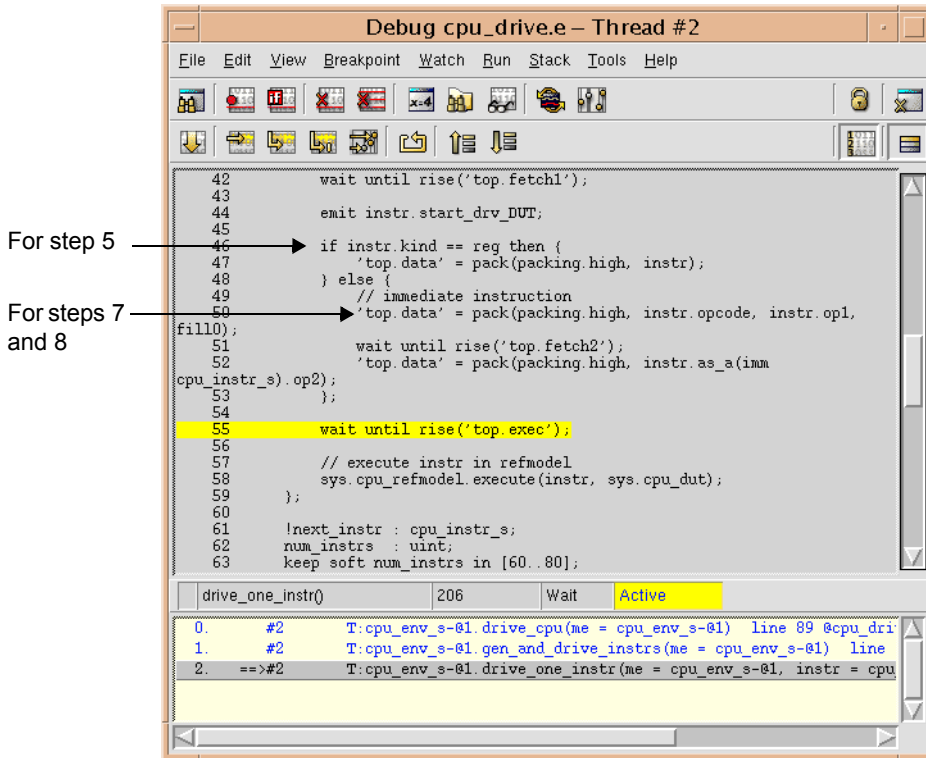 Debug cpu_drive.e – Thread #2
File Edit View Breakpoint Watch Run Stack Tools Help
42 wait until rise('top.fetch1');
43
44 emit instr.start_drv_DUT;
45
For step 5
46 if instr.kind == reg then {
47 'top.data' = pack(packing.high, instr);
48 } else {
49 // immediate instruction
For steps 7
and 8
50 'top.data' = pack(packing.high, instr.opcode, instr.op1,
fill0);
51 wait until rise('top.fetch2');
52 'top.data' = pack(packing.high, instr.as_a(imm
cpu_instr_s).op2);
53 };
54
55 wait until rise('top.exec');
56
57 // execute instr in refmodel
58 sys.cpu_refmodel.execute(instr, sys.cpu_dut);
59 };
60
61 !next_instr : cpu_instr_s;
62 num_instrs : uint;
63 keep soft num_instrs in [60..80];
drive_one_instr() 206 Wait Active
0. #2 T:cpu_env_s-@1.drive_cpu(me = cpu_env_s-@1) line 89 @cpu_dri
1. #2 T:cpu_env_s-@1.gen_and_drive_instrs(me = cpu_env_s-@1) line
2. ==>#2 T:cpu_env_s-@1.drive_one_instr(me = cpu_env_s-@1, instr = cpu